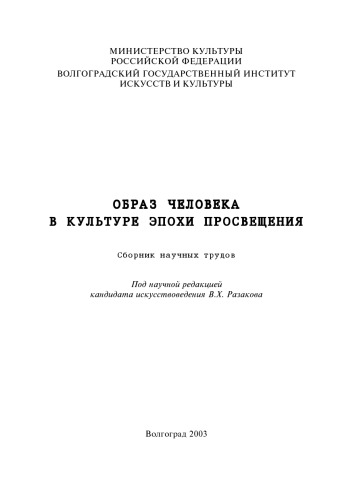 МИНИСТЕРСТВО КУЛЬТУРЫ
РОССИЙСКОЙ ФЕДЕРАЦИИ
ВОЛГОГРАДСКИЙ ГОСУДАРСТВЕННЫЙ ИНСТИТУТ
ИСКУССТВ И КУЛЬТУРЫ
ОБРАЗ ЧЕЛОВЕКА
В КУЛЬТУРЕ ЭПОХИ ПРОСВЕЩЕНИЯ
Сборник научных трудов
Под научной редакцией
кандидата искусствоведения В.Х. Разакова
Волгоград 2003